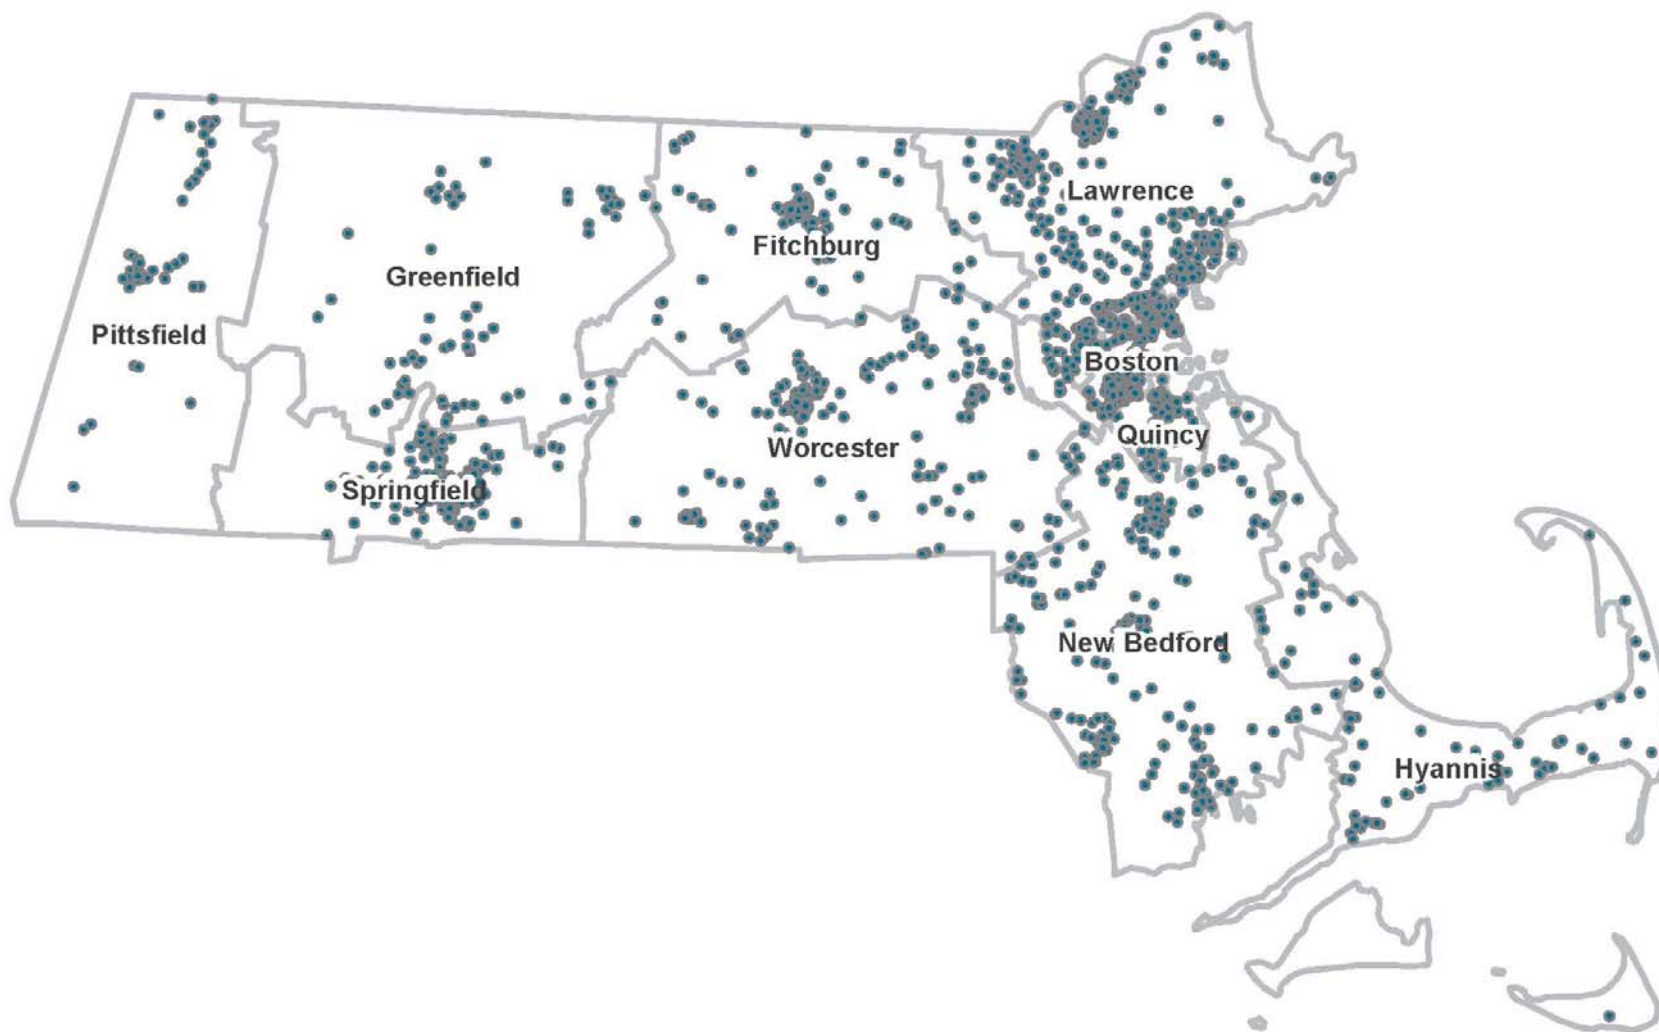 Lawrence
Fitchburg
Greenfield
Pittsfield
Boston
Quincy
Worcester
Springfield
New Bedford
Hyannis